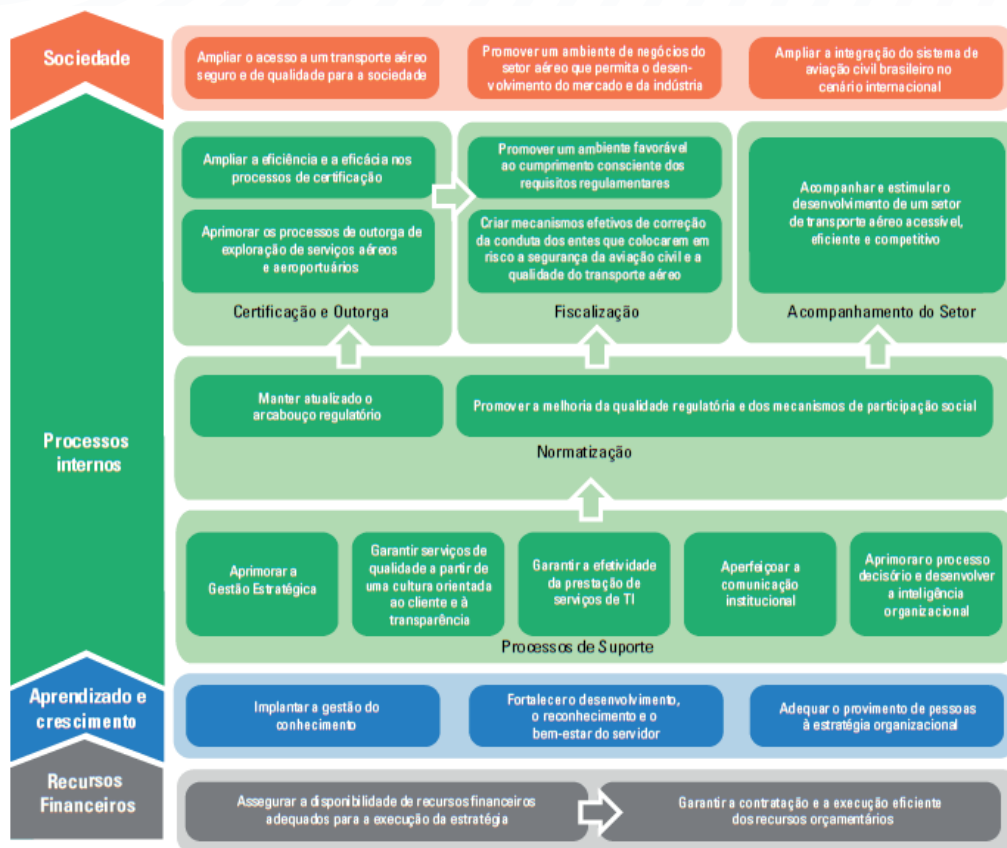 Sociedade
Ampliar o acesso a um transporte aéreo
seguro e de qualidade para a sociedade
Promover um ambiente de negócios do
setor aéreo que permita o desen-
volvimento do mercado e da indústria
Ampliar a integração do sistema de
aviação civil brasileiro no
cenário internacional
Processos
internos
Ampliar a eficiência e a eficácia nos
processos de certificação
Aprimorar os processos de outorga de
exploração de serviços aéreos
e aeroportuários
Certificação e Outorga
Promover um ambiente favorável
ao cumprimento consciente dos
requisitos regulamentares
Criar mecanismos efetivos de correção
da conduta dos entes que colocarem em
risco a segurança da aviação civil e a
qualidade do transporte aéreo
Fiscalização
Acompanhar e estimular o
desenvolvimento de um setor
de transporte aéreo acessível,
eficiente e competitivo
Acompanhamento do Setor
Manter atualizado o
arcabouço regulatório
Promover a melhoria da qualidade regulatória e dos mecanismos de participação social
Normatização
Aprimorar a
Gestão Estratégica
Garantir serviços de
qualidade a partir de
uma cultura orientada
ao cliente e à
transparência
Garantir a efetividade
da prestação de
serviços de TI
Aperfeiçoar a
comunicação
institucional
Aprimorar o processo
decisório e desenvolver
a inteligência
organizacional
Processos de Suporte
Aprendizado e
crescimento
Implantar a gestão do
conhecimento
Fortalecer o desenvolvimento,
o reconhecimento e o
bem-estar do servidor
Adequar o provimento de pessoas
à estratégia organizacional
Recursos
Financeiros
Assegurar a disponibilidade de recursos financeiros
adequados para a execução da estratégia
Garantir a contratação e a execução eficiente
dos recursos orçamentários